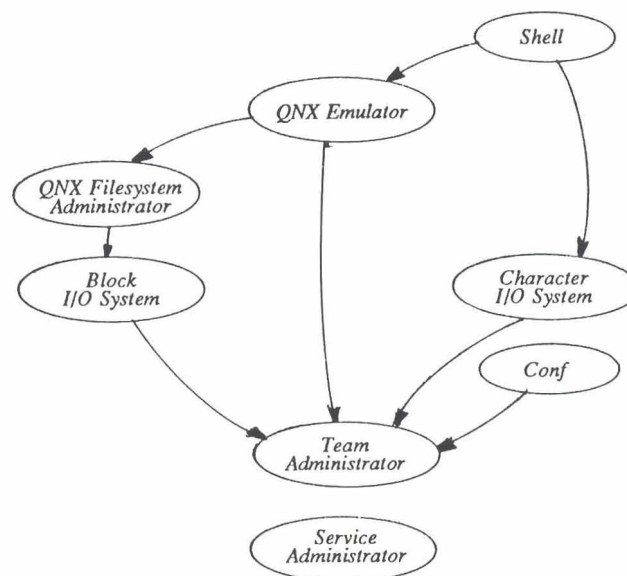 Shell
QNX Emulator
QNX Filesystem
Administrator
Block
I/O System
Character
I/O System
Conf
Team
Administrator
Service
Administrator